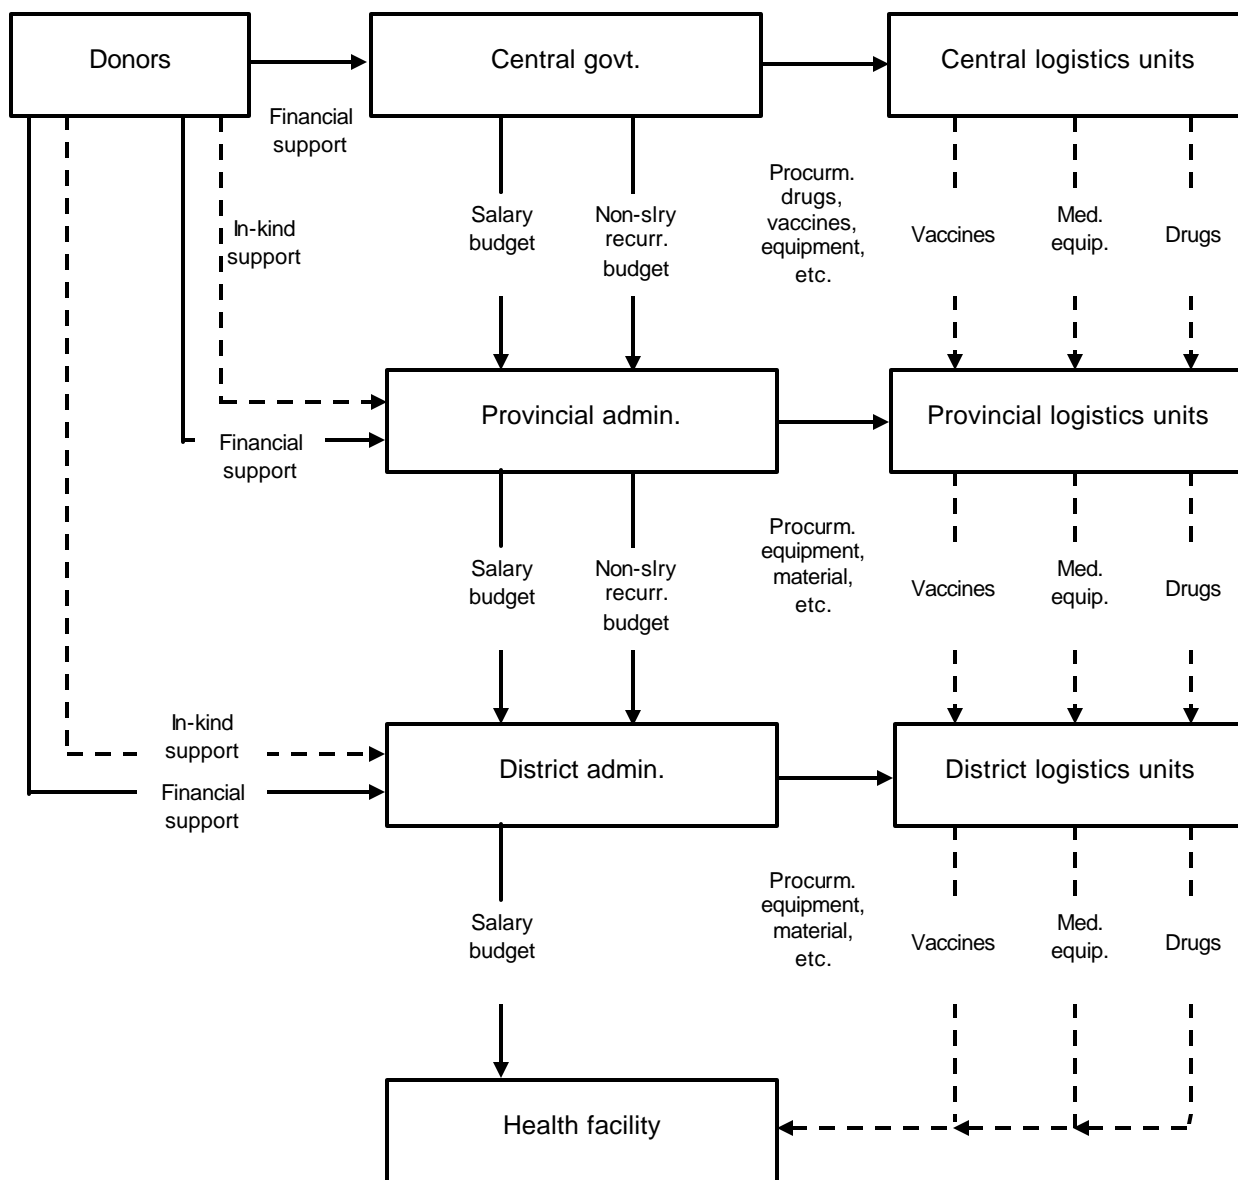 Donors
Central govt.
Central logistics units
Financial
support
Procurm.
drugs,
vaccines,
equipment,
etc.
In-kind
support
Salary
budget
Non-slry
recurr.
budget
Vaccines
Med.
equip.
Drugs
Provincial admin.
Provincial logistics units
Financial
support
Salary
budget
Non-slry
recurr.
budget
Procurm.
equipment,
material,
etc.
Vaccines
Med.
equip.
Drugs
In-kind
support
District admin.
District logistics units
Financial
support
Salary
budget
Procurm.
equipment,
material,
etc.
Vaccines
Med.
equip.
Drugs
Health facility